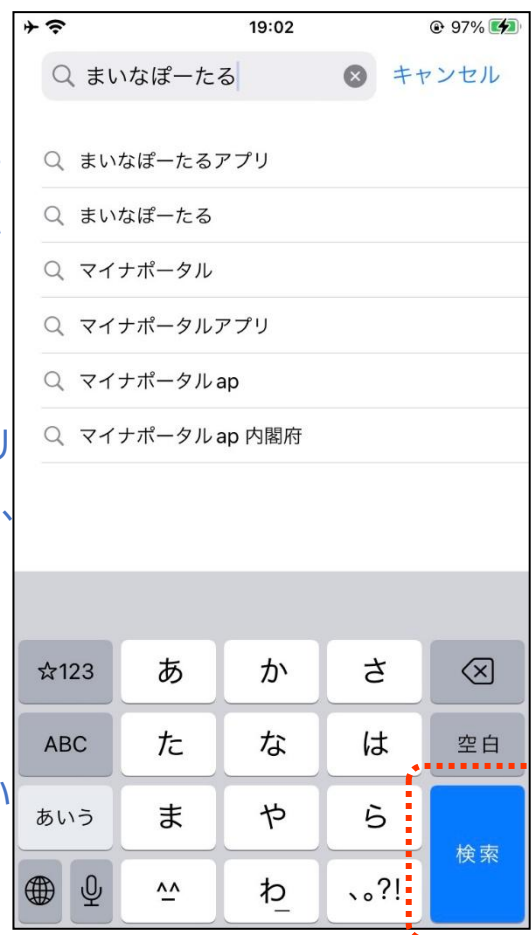 19:02
97%
まいなぽーたる
キャンセル
まいなぽーたるアプリ
まいなぽーたる
マイナポータル
マイナポータルアプリ
マイナポータル ap
マイナポータル ap 内閣府
☆123 あ か さ
ABC た な は 空白
あいう ま や ら 検索
^^ わ 、。?!